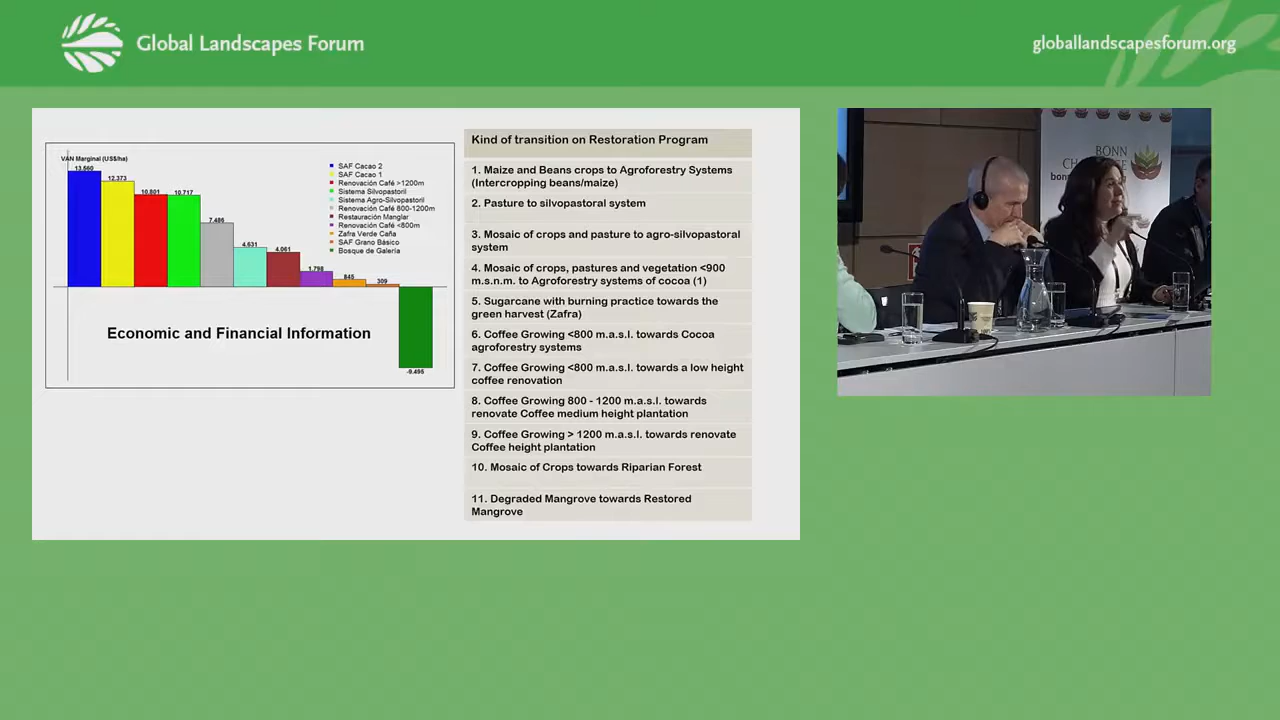 Global Landscapes Forum
globallandscapesforum.org
VAN Marginal (US$/ha)
13.560
12.373
10.801
10.717
7.486
4.631
4.061
1.798
845
309
-9.495
SAF Cacao 2
SAF Cacao 1
Renovación Café >1200m
Sistema Silvopastoril
Sistema Agro-Silvopastoril
Renovación Café 800-1200m
Restauración Manglar
Renovación Café <800m
Zafra Verde Caña
SAF Grano Básico
Bosque de Galería
Economic and Financial Information
Kind of transition on Restoration Program
1. Maize and Beans crops to Agroforestry Systems
(Intercropping beans/maize)
2. Pasture to silvopastoral system
3. Mosaic of crops and pasture to agro-silvopastoral
system
4. Mosaic of crops, pastures and vegetation <900
m.s.n.m. to Agroforestry systems of cocoa (1)
5. Sugarcane with burning practice towards the
green harvest (Zafra)
6. Coffee Growing <800 m.a.s.l. towards Cocoa
agroforestry systems
7. Coffee Growing <800 m.a.s.l. towards a low height
coffee renovation
8. Coffee Growing 800 - 1200 m.a.s.l. towards
renovate Coffee medium height plantation
9. Coffee Growing > 1200 m.a.s.l. towards renovate
Coffee height plantation
10. Mosaic of Crops towards Riparian Forest
11. Degraded Mangrove towards Restored
Mangrove
BONN